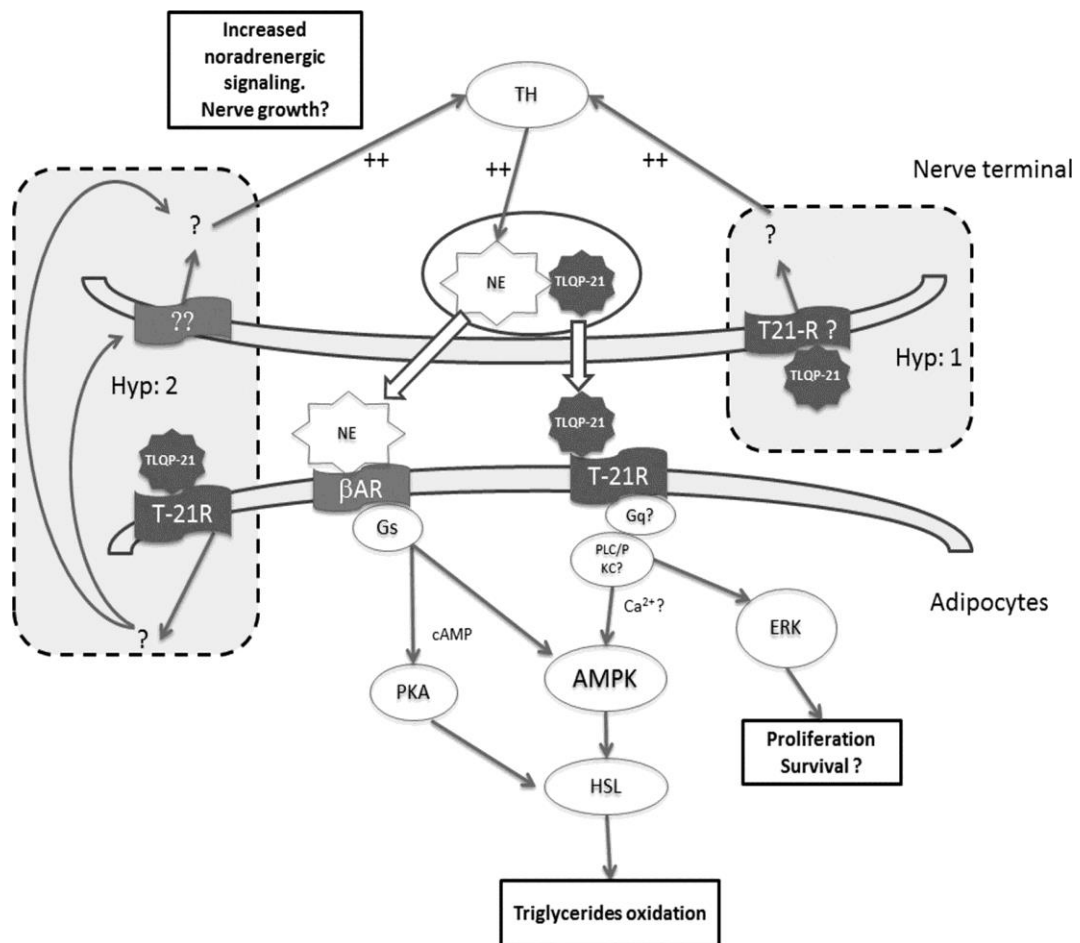 Increased
noradrenergic
signaling.
Nerve growth?
TH
++
++
++
Nerve terminal
?
?
NE
TLQP-21
??
T21-R ?
TLQP-21
Hyp: 1
Hyp: 2
NE
TLQP-21
TLQP-21
T-21R
βAR
T-21R
Gs
Gq?
PLC/P
KC?
Ca²⁺?
Adipocytes
?
cAMP
ERK
PKA
AMPK
Proliferation
Survival ?
HSL
Triglycerides oxidation